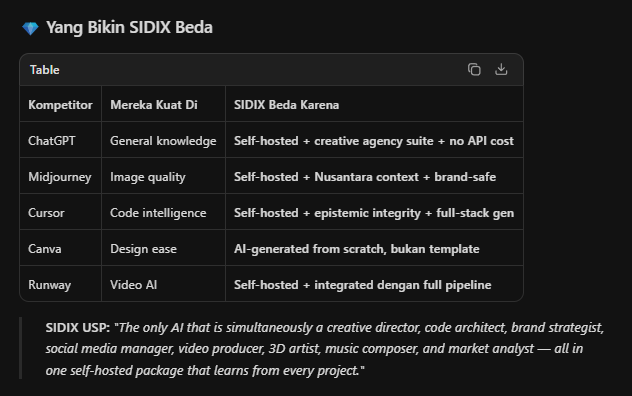 💎 Yang Bikin SIDIX Beda
Table
Kompetitor Mereka Kuat Di SIDIX Beda Karena
ChatGPT General knowledge Self-hosted + creative agency suite + no API cost
Midjourney Image quality Self-hosted + Nusantara context + brand-safe
Cursor Code intelligence Self-hosted + epistemic integrity + full-stack gen
Canva Design ease AI-generated from scratch, bukan template
Runway Video AI Self-hosted + integrated dengan full pipeline
SIDIX USP: "The only AI that is simultaneously a creative director, code architect, brand strategist,
social media manager, video producer, 3D artist, music composer, and market analyst — all in
one self-hosted package that learns from every project."